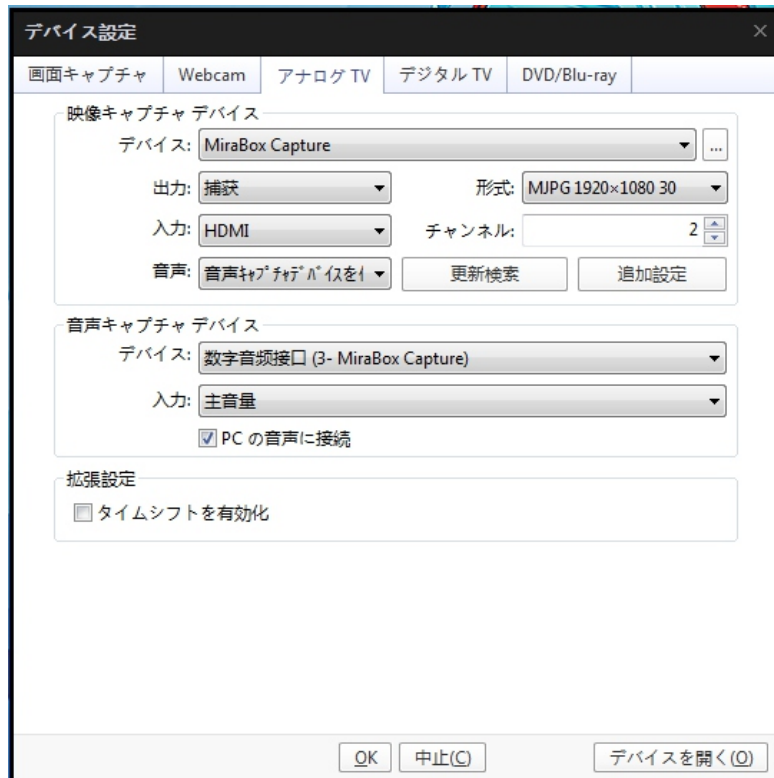 デバイス設定
画面キャプチャ Webcam アナログ TV デジタル TV DVD/Blu-ray
映像キャプチャ デバイス
デバイス: MiraBox Capture ...
出力: 捕获 形式: MJPG 1920×1080 30
入力: HDMI チャンネル: 2
音声: 音声ｷｬﾌﾟﾁｬﾃﾞﾊﾞｲｽを 更新検索 追加設定
音声キャプチャ デバイス
デバイス: 数字音频接口 (3- MiraBox Capture)
入力: 主音量
PC の音声に接続
拡張設定
タイムシフトを有効化
OK 中止(C) デバイスを開く(O)